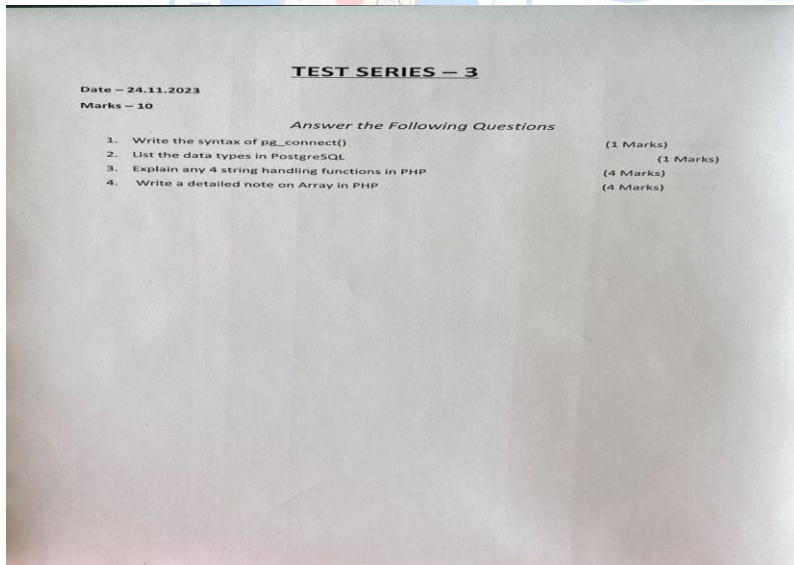 TEST SERIES – 3
Date – 24.11.2023
Marks – 10
Answer the Following Questions
1. Write the syntax of pg_connect() (1 Marks)
2. List the data types in PostgreSQL (1 Marks)
3. Explain any 4 string handling functions in PHP (4 Marks)
4. Write a detailed note on Array in PHP (4 Marks)